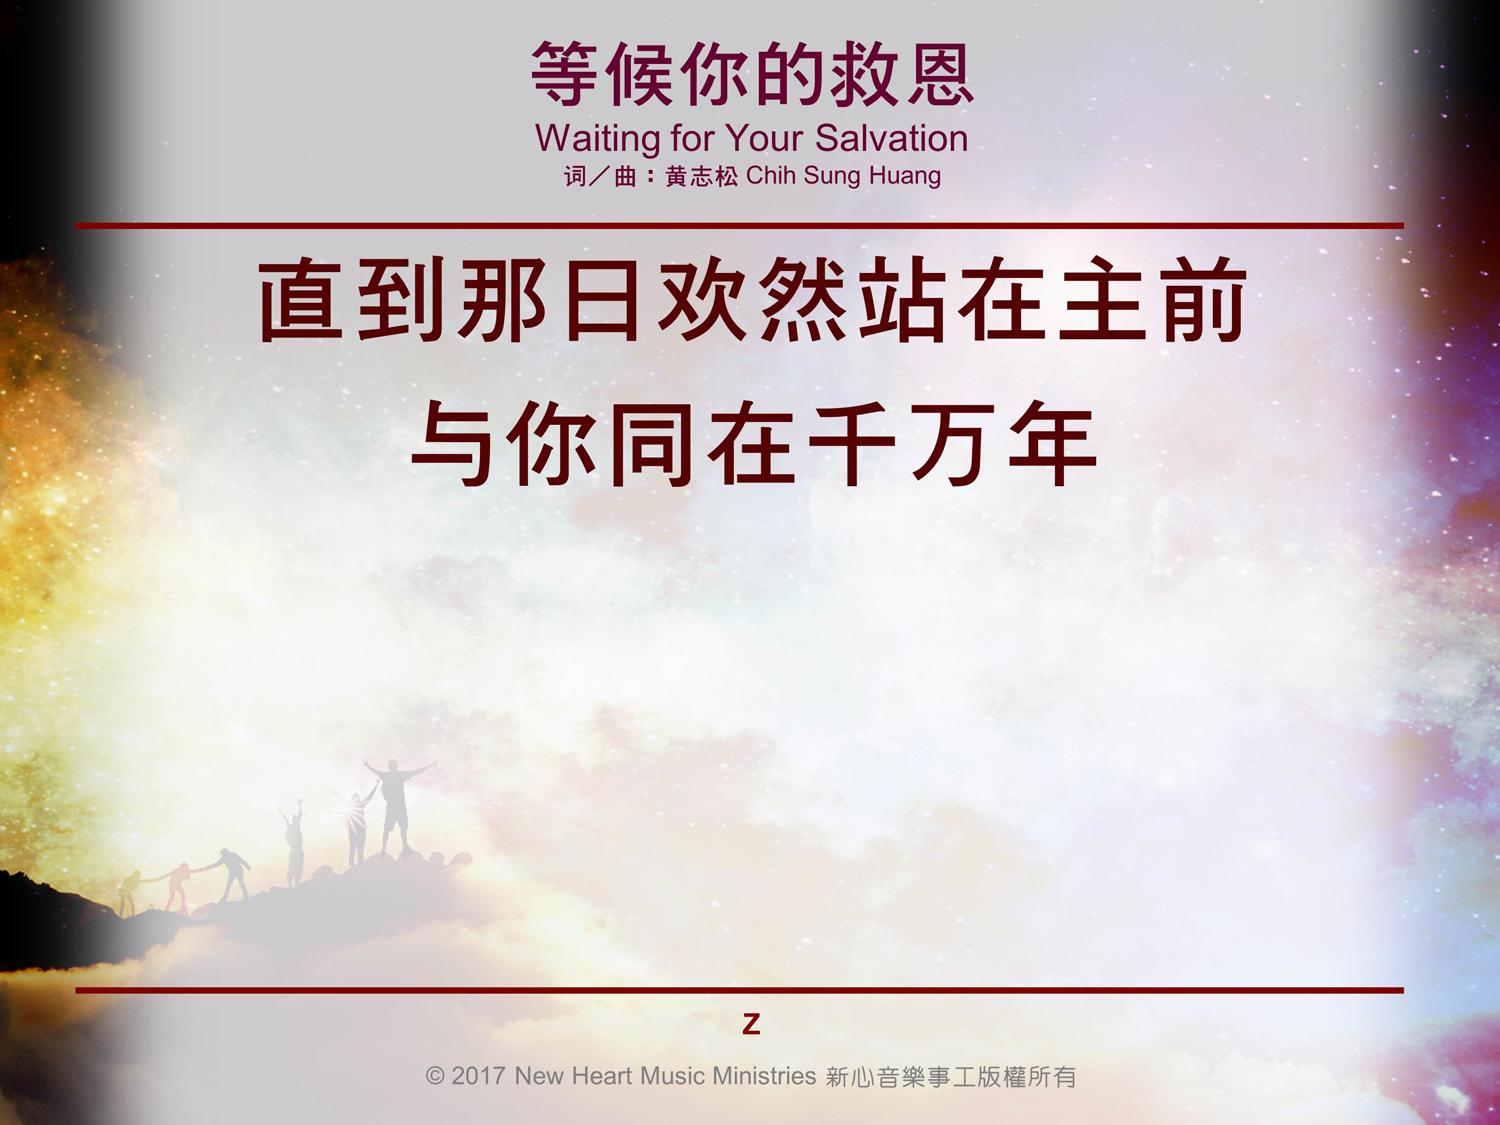 等候你的救恩
Waiting for Your Salvation
词／曲：黄志松 Chih Sung Huang
直到那日欢然站在主前
与你同在千万年
Z
© 2017 New Heart Music Ministries 新心音樂事工版權所有